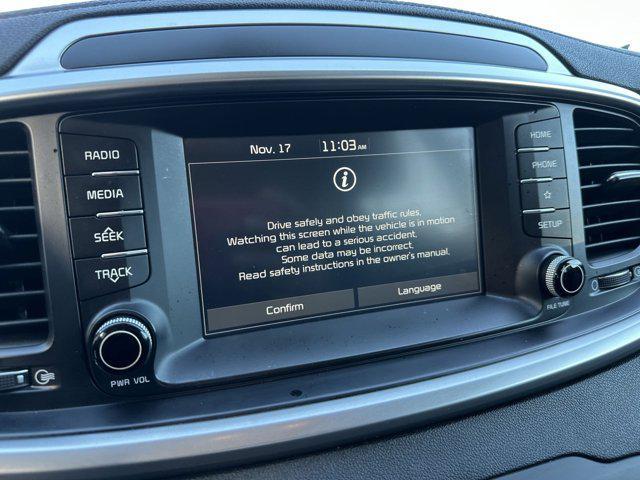 Nov. 17 11:03 AM
RADIO
MEDIA
SEEK
TRACK
PWR VOL
i
Drive safely and obey traffic rules.
Watching this screen while the vehicle is in motion
can lead to a serious accident.
Some data may be incorrect.
Read safety instructions in the owner's manual.
Confirm
Language
HOME
PHONE
SETUP
FILE TUNE